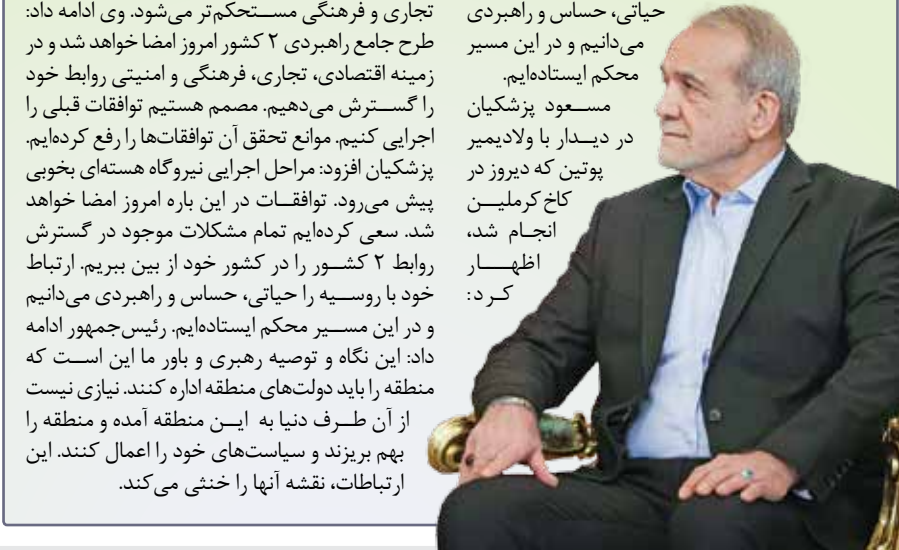 حیاتی، حساس و راهبردی
می‌دانیم و در این مسیر
محکم ایستاده‌ایم.
مسعود پزشکیان
در دیدار با ولادیمیر
پوتین که دیروز در
کاخ کرملین
انجام شد،
اظهار
کرد:
تجاری و فرهنگی مستحکم‌تر می‌شود. وی ادامه داد:
طرح جامع راهبردی ۲ کشور امروز امضا خواهد شد و در
زمینه اقتصادی، تجاری، فرهنگی و امنیتی روابط خود
را گسترش می‌دهیم. مصمم هستیم توافقات قبلی را
اجرایی کنیم. موانع تحقق آن توافقات‌ها را رفع کرده‌ایم.
پزشکیان افزود: مراحل اجرایی نیروگاه هسته‌ای بخوبی
پیش می‌رود. توافقات در این باره امروز امضا خواهد
شد. سعی کرده‌ایم تمام مشکلات موجود در گسترش
روابط ۲ کشور را در کشور خود از بین ببریم. ارتباط
خود با روسیه را حیاتی، حساس و راهبردی می‌دانیم
و در این مسیر محکم ایستاده‌ایم. رئیس‌جمهور ادامه
داد: این نگاه و توصیه رهبری و باور ما این است که
منطقه را باید دولت‌های منطقه اداره کنند. نیازی نیست
از آن طرف دنیا به این منطقه آمده و منطقه را
بهم بریزند و سیاست‌های خود را اعمال کنند. این
ارتباطات، نقشه آنها را خنثی می‌کند.